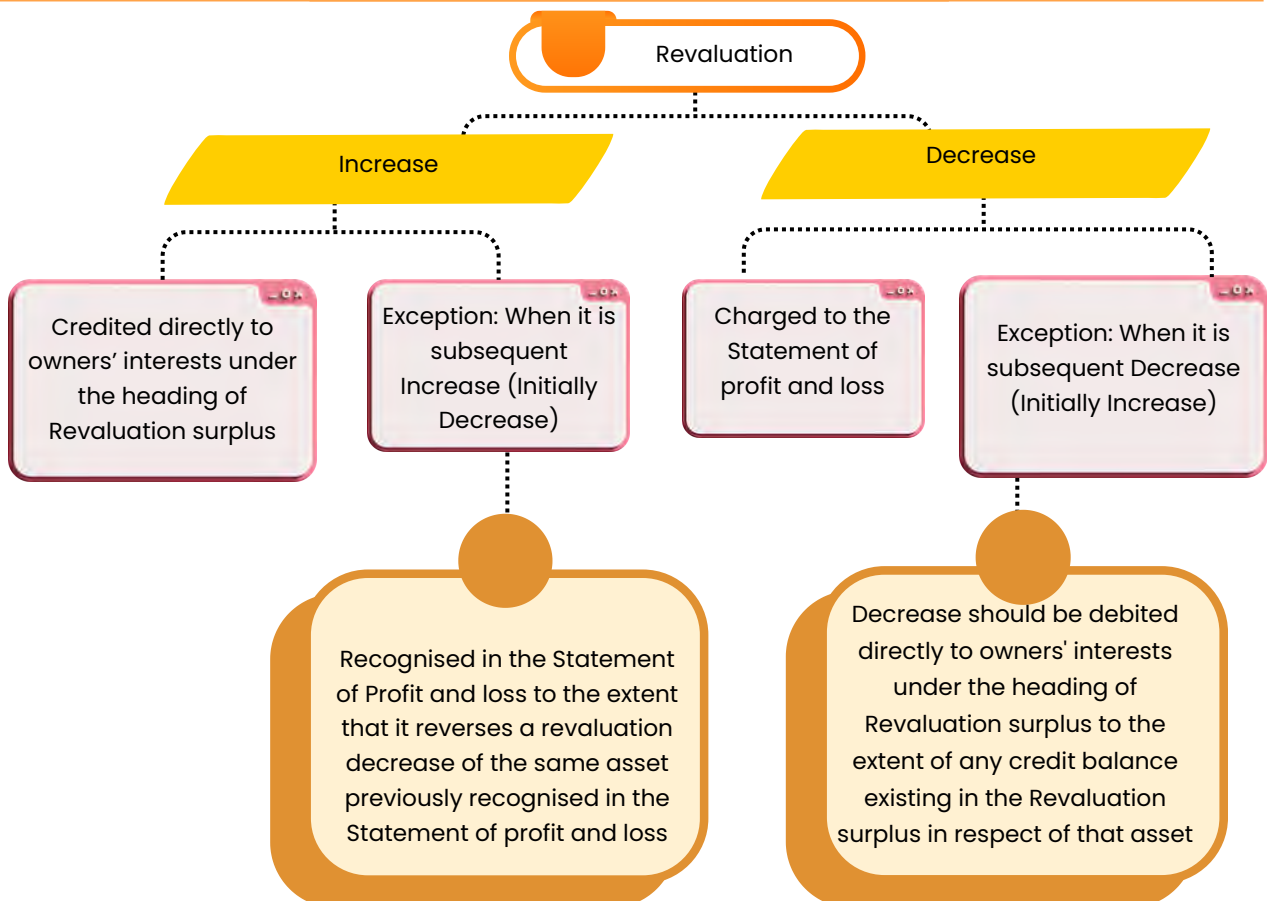 Revaluation
Increase
Decrease
Credited directly to
owners’ interests under
the heading of
Revaluation surplus
Exception: When it is
subsequent
Increase (Initially
Decrease)
Charged to the
Statement of
profit and loss
Exception: When it is
subsequent Decrease
(Initially Increase)
Recognised in the Statement
of Profit and loss to the extent
that it reverses a revaluation
decrease of the same asset
previously recognised in the
Statement of profit and loss
Decrease should be debited
directly to owners' interests
under the heading of
Revaluation surplus to the
extent of any credit balance
existing in the Revaluation
surplus in respect of that asset